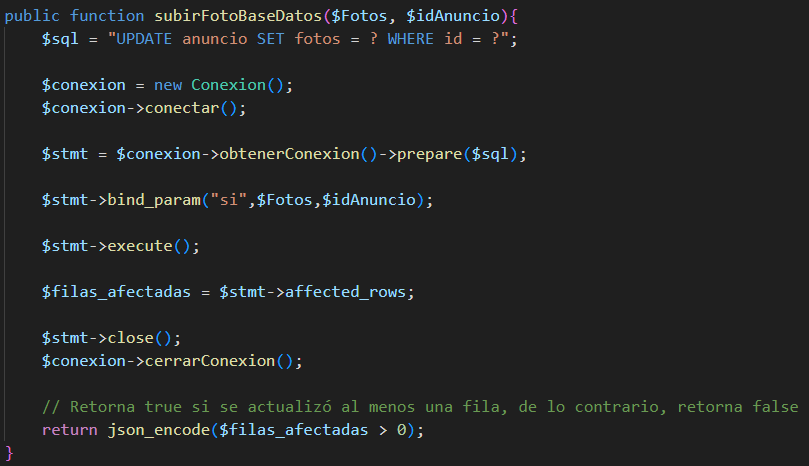 public function subirFotoBaseDatos($Fotos, $idAnuncio){
$sql = "UPDATE anuncio SET fotos = ? WHERE id = ?";
$conexion = new Conexion();
$conexion->conectar();
$stmt = $conexion->obtenerConexion()->prepare($sql);
$stmt->bind_param("si",$Fotos,$idAnuncio);
$stmt->execute();
$filas_afectadas = $stmt->affected_rows;
$stmt->close();
$conexion->cerrarConexion();
// Retorna true si se actualizó al menos una fila, de lo contrario, retorna false
return json_encode($filas_afectadas > 0);
}